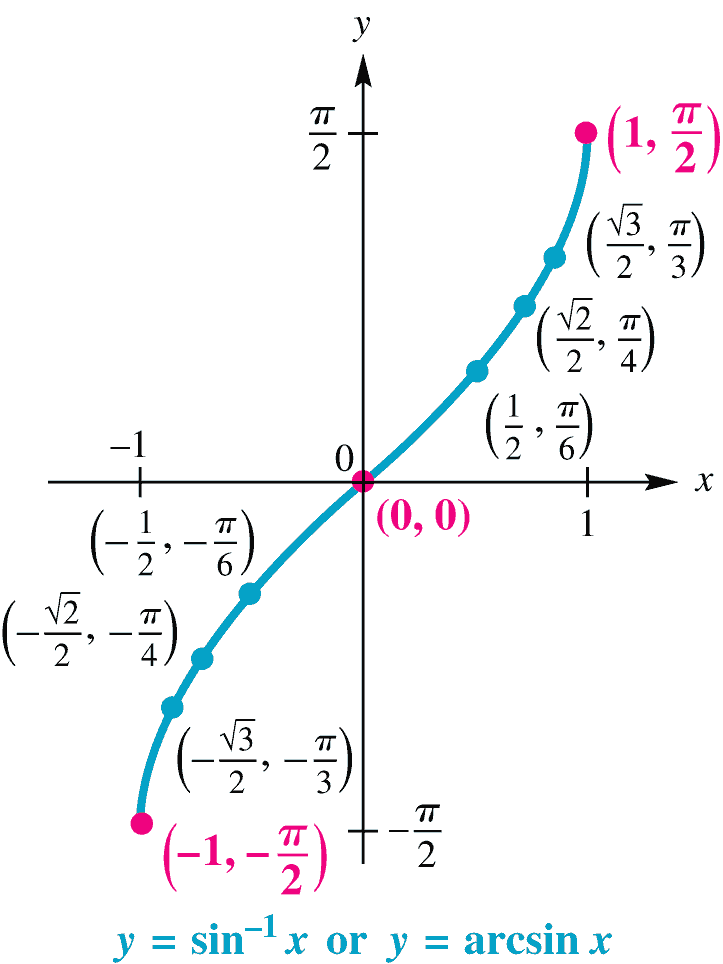 y
π/2
(1, π/2)
(√3/2, π/3)
(√2/2, π/4)
(1/2, π/6)
−1
0
x
(0, 0)
1
(−1/2, −π/6)
(−√2/2, −π/4)
(−√3/2, −π/3)
−π/2
(−1, −π/2)
y = sin⁻¹ x or y = arcsin x